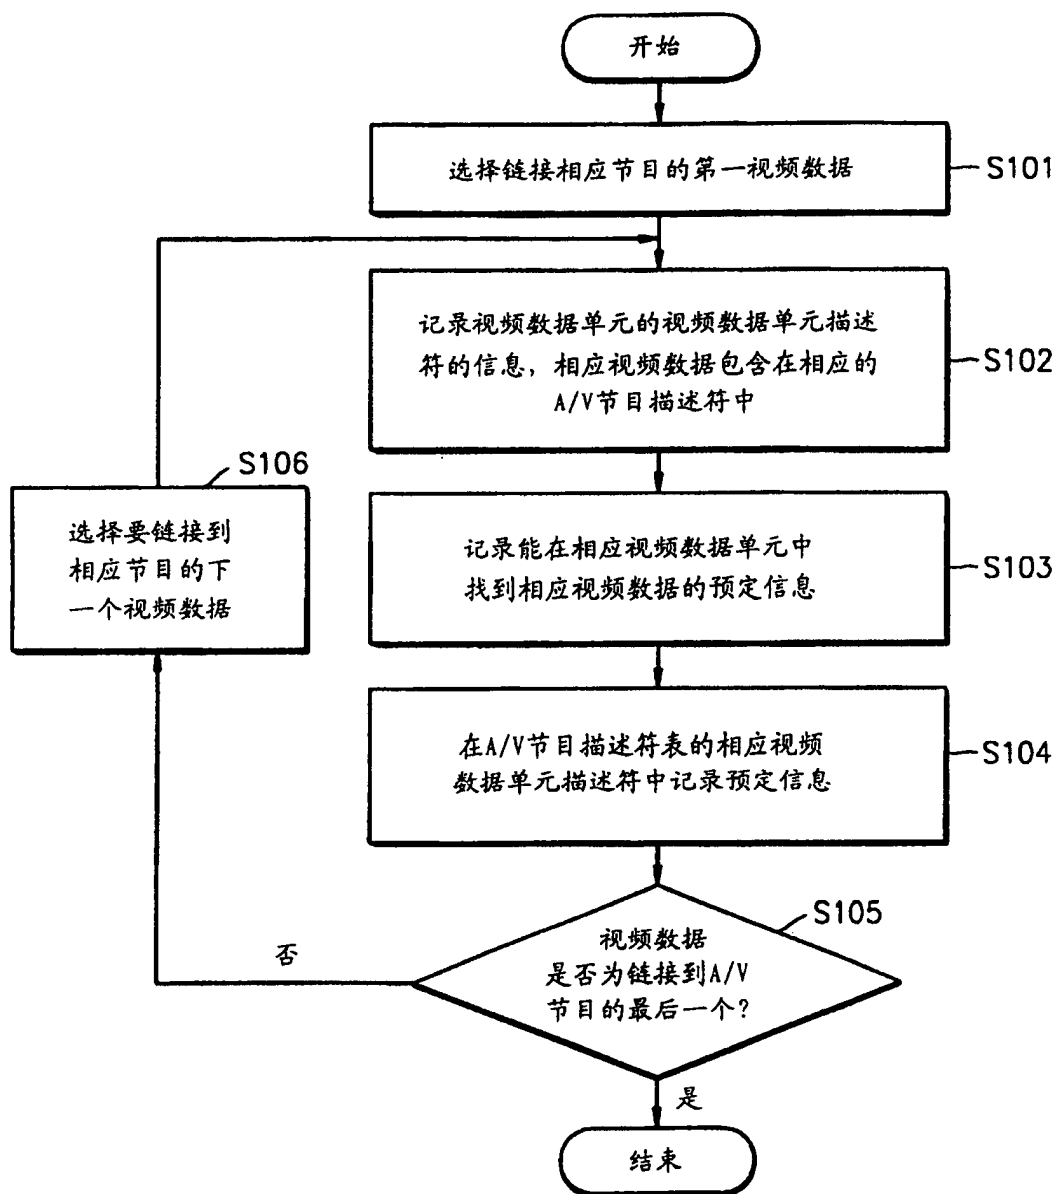 开始
选择链接相应节目的第一视频数据
S101
记录视频数据单元的视频数据单元描述
符的信息，相应视频数据包含在相应的
A/V节目描述符中
S102
S106
选择要链接到
相应节目的下
一个视频数据
记录能在相应视频数据单元中
找到相应视频数据的预定信息
S103
在A/V节目描述符表的相应视频
数据单元描述符中记录预定信息
S104
S105
视频数据
是否为链接到A/V
节目的最后一个？
否
是
结束